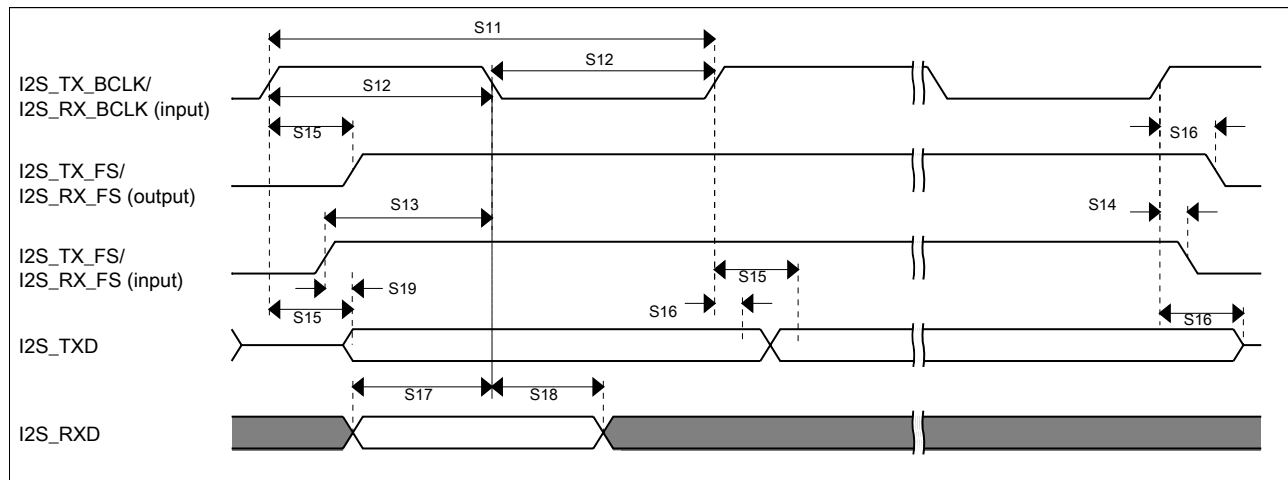 S11
S12
I2S_TX_BCLK/
I2S_RX_BCLK (input)
S12
S15
S16
I2S_TX_FS/
I2S_RX_FS (output)
S13
S14
I2S_TX_FS/
I2S_RX_FS (input)
S15
S19
S16
S15
S16
I2S_TXD
S17
S18
I2S_RXD